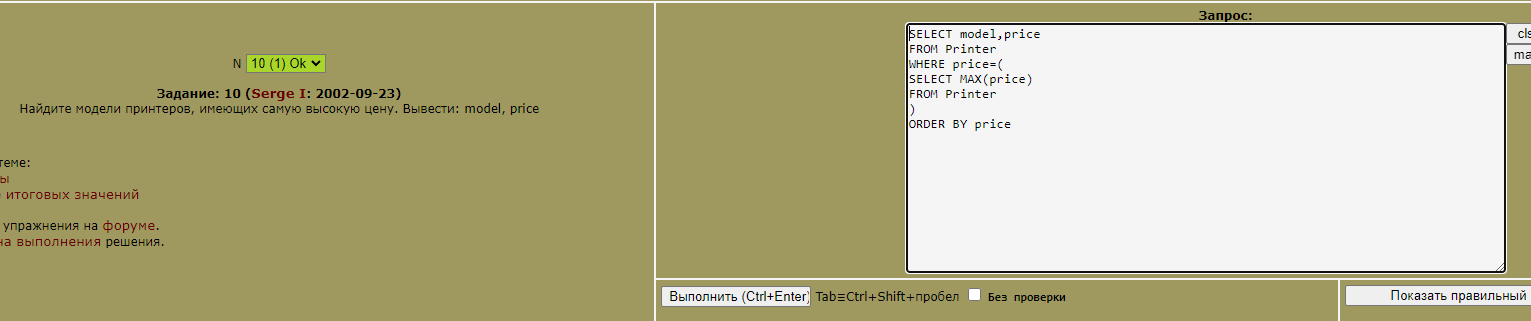 N 10 (1) Ok
Задание: 10 (Serge I: 2002-09-23)
Найдите модели принтеров, имеющих самую высокую цену. Вывести: model, price
теме:
ы
итоговых значений
упражнения на форуме.
на выполнения решения.
Запрос:
SELECT model,price
FROM Printer
WHERE price=(
SELECT MAX(price)
FROM Printer
)
ORDER BY price
cls
ma
Выполнить (Ctrl+Enter) Tab≡Ctrl+Shift+пробел Без проверки
Показать правильный